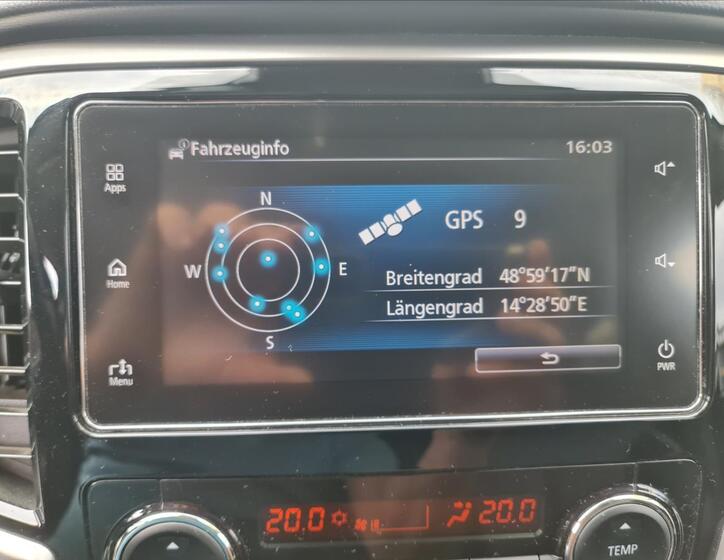 Fahrzeuginfo 16:03
Apps
N
GPS 9
W E
Home
Breitengrad 48°59'17"N
Längengrad 14°28'50"E
S
Menu
PWR
20.0 20.0
TEMP